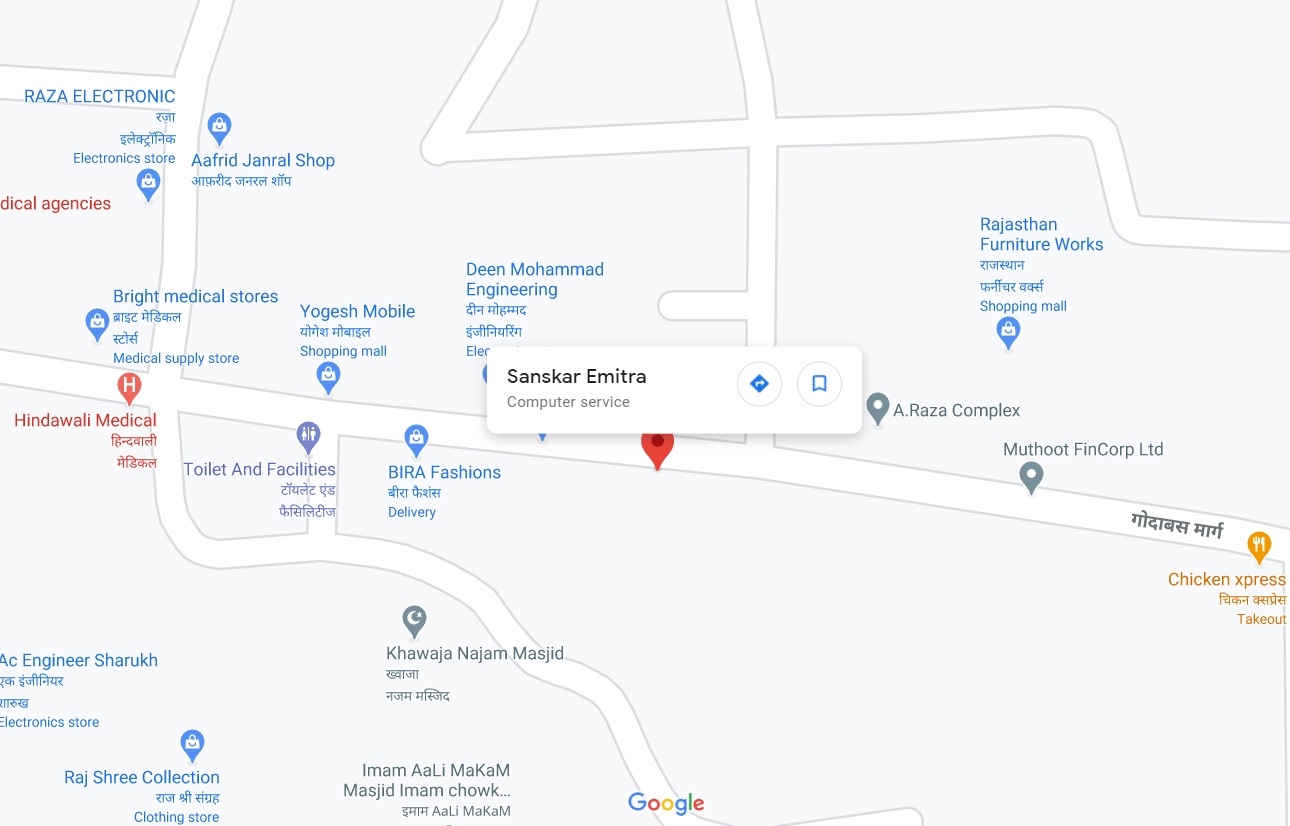 RAZA ELECTRONIC
रज़ा
इलेक्ट्रॉनिक
Electronics store
Aafrid Janral Shop
आफ़रीद जनरल शॉप
dical agencies
Rajasthan
Furniture Works
राजस्थान
फर्नीचर वर्क्स
Shopping mall
Deen Mohammad
Engineering
दीन मोहम्मद
इंजीनियरिंग
Elec
Bright medical stores
ब्राइट मेडिकल
स्टोर्स
Medical supply store
Yogesh Mobile
योगेश मोबाइल
Shopping mall
Sanskar Emitra
Computer service
H
Hindawali Medical
हिन्दवाली
मेडिकल
A.Raza Complex
Muthoot FinCorp Ltd
Toilet And Facilities
टॉयलेट एंड
फैसिलिटीज
BIRA Fashions
बीरा फैशंस
Delivery
गोदाबस मार्ग
Chicken xpress
चिकन क्सप्रेस
Takeout
Khawaja Najam Masjid
ख्वाजा
नजम मस्जिद
Ac Engineer Sharukh
एक इंजीनियर
शारुख
Electronics store
Raj Shree Collection
राज श्री संग्रह
Clothing store
Imam AaLi MaKaM
Masjid Imam chowk...
इमाम AaLi MaKaM
Google